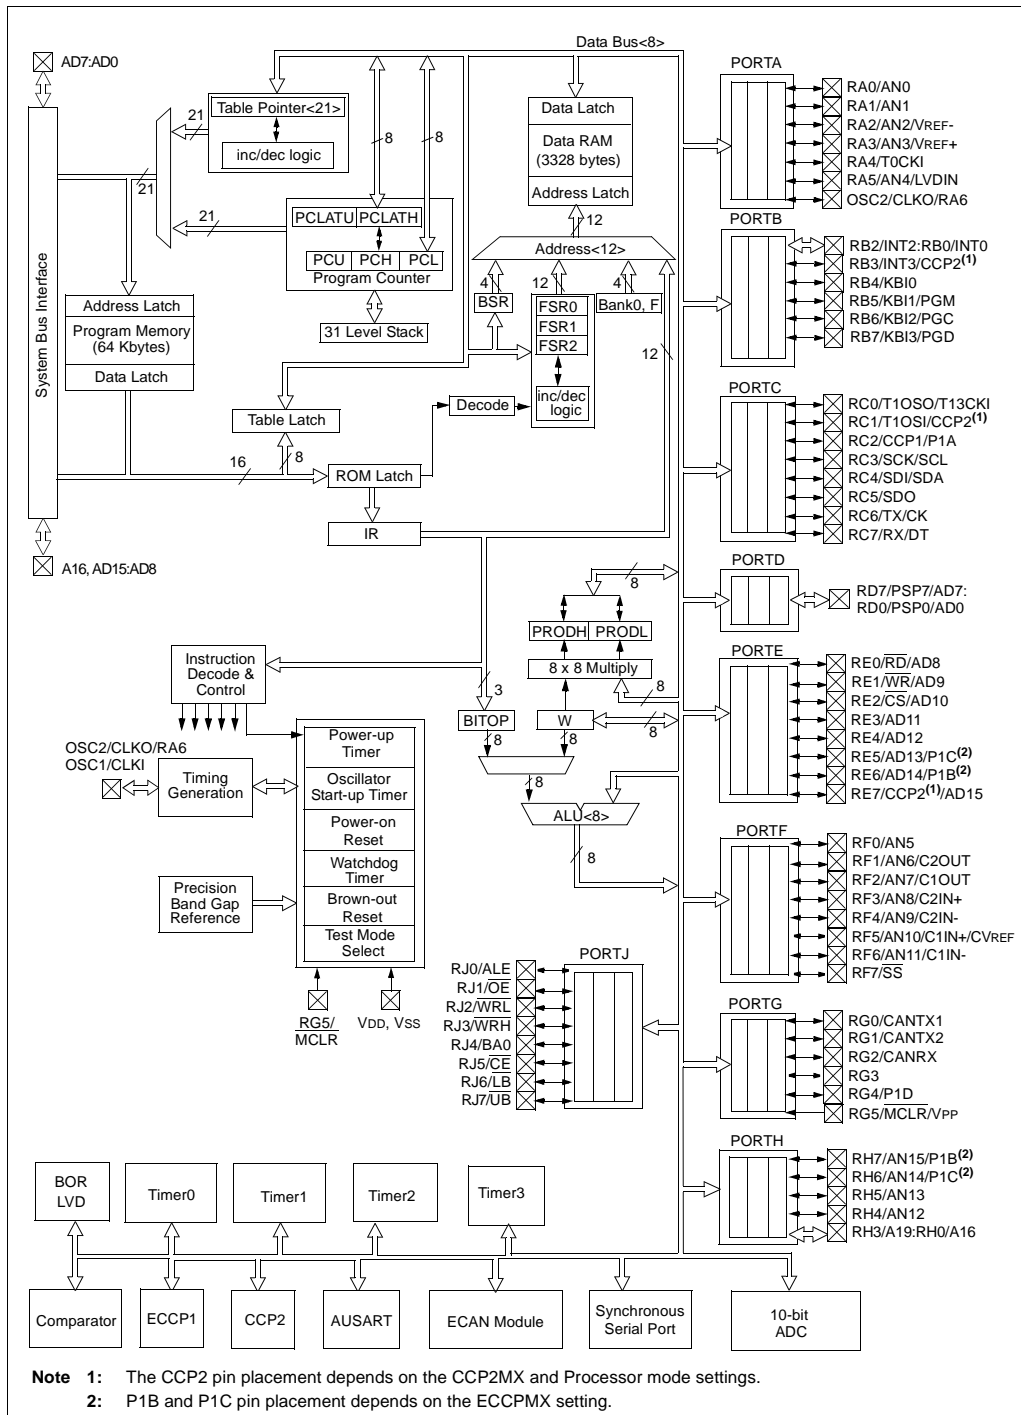 Data Bus<8>
AD7:AD0
Table Pointer<21>
inc/dec logic
21
21
21
8
8
PCLATU PCLATH
PCU PCH PCL
Program Counter
31 Level Stack
System Bus Interface
Address Latch
Program Memory
(64 Kbytes)
Data Latch
Table Latch
16
8
ROM Latch
IR
A16, AD15:AD8
Data Latch
Data RAM
(3328 bytes)
Address Latch
12
Address<12>
4
12
4
BSR
FSR0
FSR1
FSR2
Bank0, F
12
inc/dec
logic
Decode
8
PRODH PRODL
8 x 8 Multiply
8
3
BITOP
W
8
8
8
8
ALU<8>
8
Instruction
Decode &
Control
OSC2/CLKO/RA6
OSC1/CLKI
Timing
Generation
Precision
Band Gap
Reference
Power-up
Timer
Oscillator
Start-up Timer
Power-on
Reset
Watchdog
Timer
Brown-out
Reset
Test Mode
Select
RG5/
MCLR
VDD, VSS
PORTA
RA0/AN0
RA1/AN1
RA2/AN2/VREF-
RA3/AN3/VREF+
RA4/T0CKI
RA5/AN4/LVDIN
OSC2/CLKO/RA6
PORTB
RB2/INT2:RB0/INT0
RB3/INT3/CCP2(1)
RB4/KBI0
RB5/KBI1/PGM
RB6/KBI2/PGC
RB7/KBI3/PGD
PORTC
RC0/T1OSO/T13CKI
RC1/T1OSI/CCP2(1)
RC2/CCP1/P1A
RC3/SCK/SCL
RC4/SDI/SDA
RC5/SDO
RC6/TX/CK
RC7/RX/DT
PORTD
RD7/PSP7/AD7:
RD0/PSP0/AD0
PORTE
RE0/RD/AD8
RE1/WR/AD9
RE2/CS/AD10
RE3/AD11
RE4/AD12
RE5/AD13/P1C(2)
RE6/AD14/P1B(2)
RE7/CCP2(1)/AD15
PORTF
RF0/AN5
RF1/AN6/C2OUT
RF2/AN7/C1OUT
RF3/AN8/C2IN+
RF4/AN9/C2IN-
RF5/AN10/C1IN+/CVREF
RF6/AN11/C1IN-
RF7/SS
PORTJ
RJ0/ALE
RJ1/OE
RJ2/WRL
RJ3/WRH
RJ4/BA0
RJ5/CE
RJ6/LB
RJ7/UB
PORTG
RG0/CANTX1
RG1/CANTX2
RG2/CANRX
RG3
RG4/P1D
RG5/MCLR/VPP
PORTH
RH7/AN15/P1B(2)
RH6/AN14/P1C(2)
RH5/AN13
RH4/AN12
RH3/A19:RH0/A16
BOR
LVD
Timer0
Timer1
Timer2
Timer3
Comparator
ECCP1
CCP2
AUSART
ECAN Module
Synchronous
Serial Port
10-bit
ADC
Note 1: The CCP2 pin placement depends on the CCP2MX and Processor mode settings.
2: P1B and P1C pin placement depends on the ECCPMX setting.